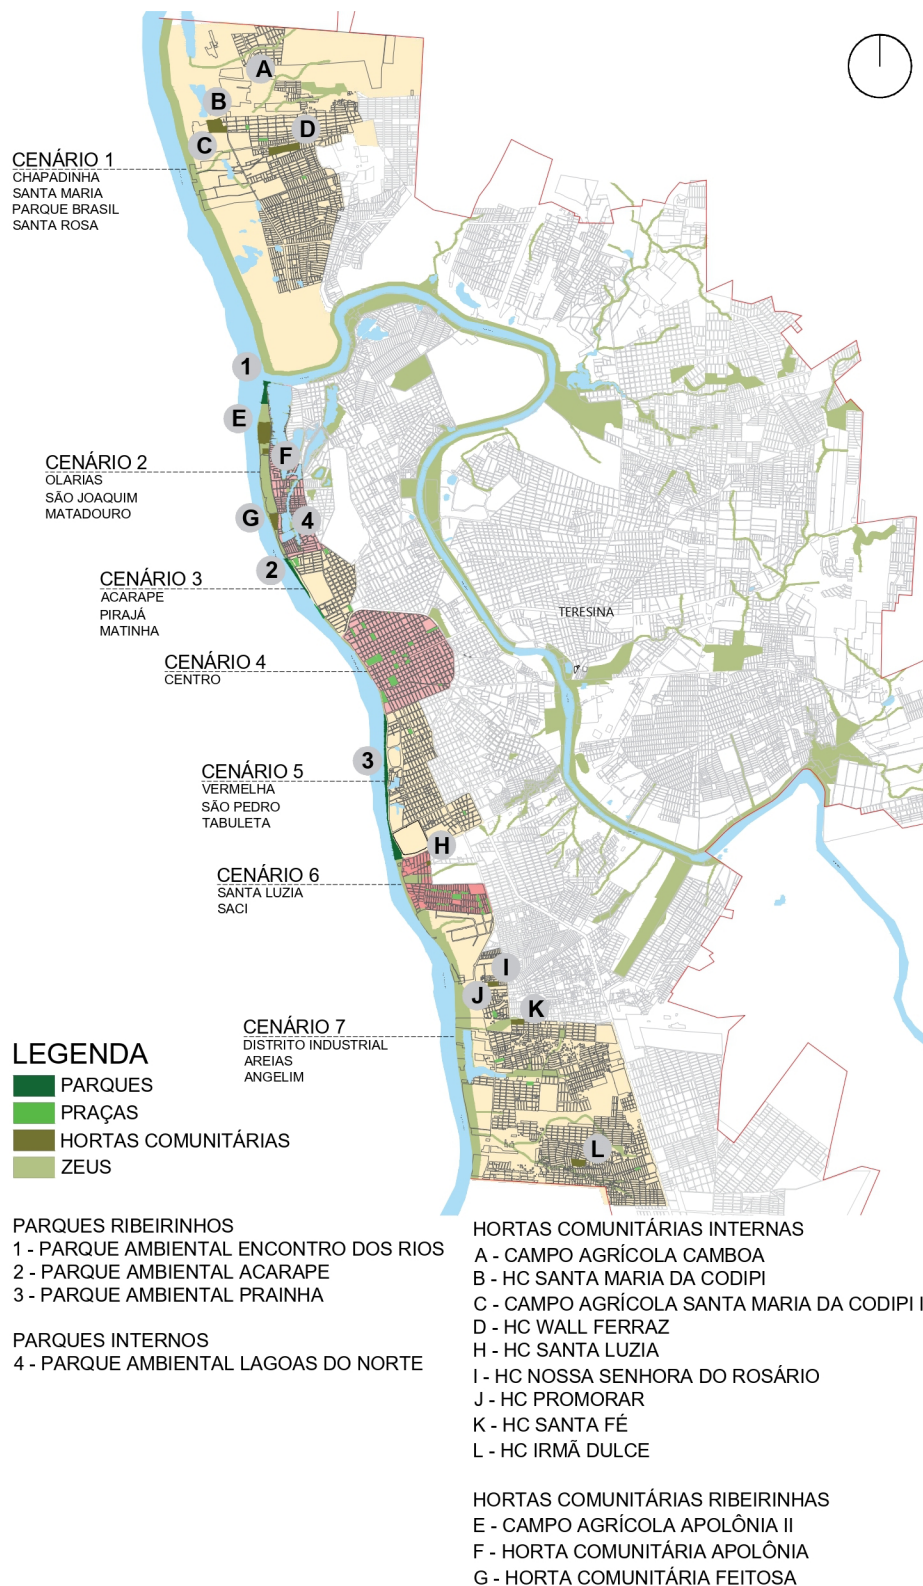 A
B
D
C
CENÁRIO 1
CHAPADINHA
SANTA MARIA
PARQUE BRASIL
SANTA ROSA
1
E
F
CENÁRIO 2
OLARIAS
SÃO JOAQUIM
MATADOURO
G
4
2
CENÁRIO 3
ACARAPE
PIRAJÁ
MATINHA
TERESINA
CENÁRIO 4
CENTRO
3
CENÁRIO 5
VERMELHA
SÃO PEDRO
TABULETA
H
CENÁRIO 6
SANTA LUZIA
SACI
I
J
K
CENÁRIO 7
DISTRITO INDUSTRIAL
AREIAS
ANGELIM
L
LEGENDA
PARQUES
PRAÇAS
HORTAS COMUNITÁRIAS
ZEUS
PARQUES RIBEIRINHOS
1 - PARQUE AMBIENTAL ENCONTRO DOS RIOS
2 - PARQUE AMBIENTAL ACARAPE
3 - PARQUE AMBIENTAL PRAINHA
PARQUES INTERNOS
4 - PARQUE AMBIENTAL LAGOAS DO NORTE
HORTAS COMUNITÁRIAS INTERNAS
A - CAMPO AGRÍCOLA CAMBOA
B - HC SANTA MARIA DA CODIPI
C - CAMPO AGRÍCOLA SANTA MARIA DA CODIPI I
D - HC WALL FERRAZ
H - HC SANTA LUZIA
I - HC NOSSA SENHORA DO ROSÁRIO
J - HC PROMORAR
K - HC SANTA FÉ
L - HC IRMÃ DULCE
HORTAS COMUNITÁRIAS RIBEIRINHAS
E - CAMPO AGRÍCOLA APOLÔNIA II
F - HORTA COMUNITÁRIA APOLÔNIA
G - HORTA COMUNITÁRIA FEITOSA